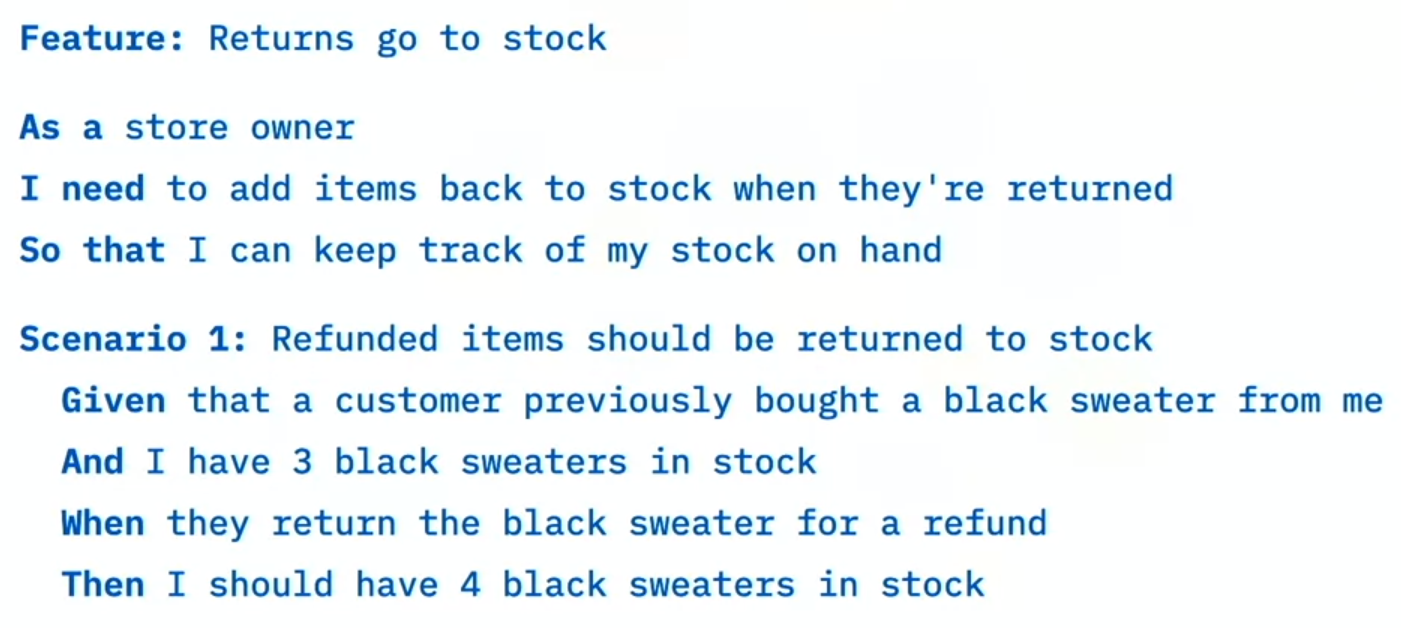 Feature: Returns go to stock
As a store owner
I need to add items back to stock when they're returned
So that I can keep track of my stock on hand
Scenario 1: Refunded items should be returned to stock
Given that a customer previously bought a black sweater from me
And I have 3 black sweaters in stock
When they return the black sweater for a refund
Then I should have 4 black sweaters in stock